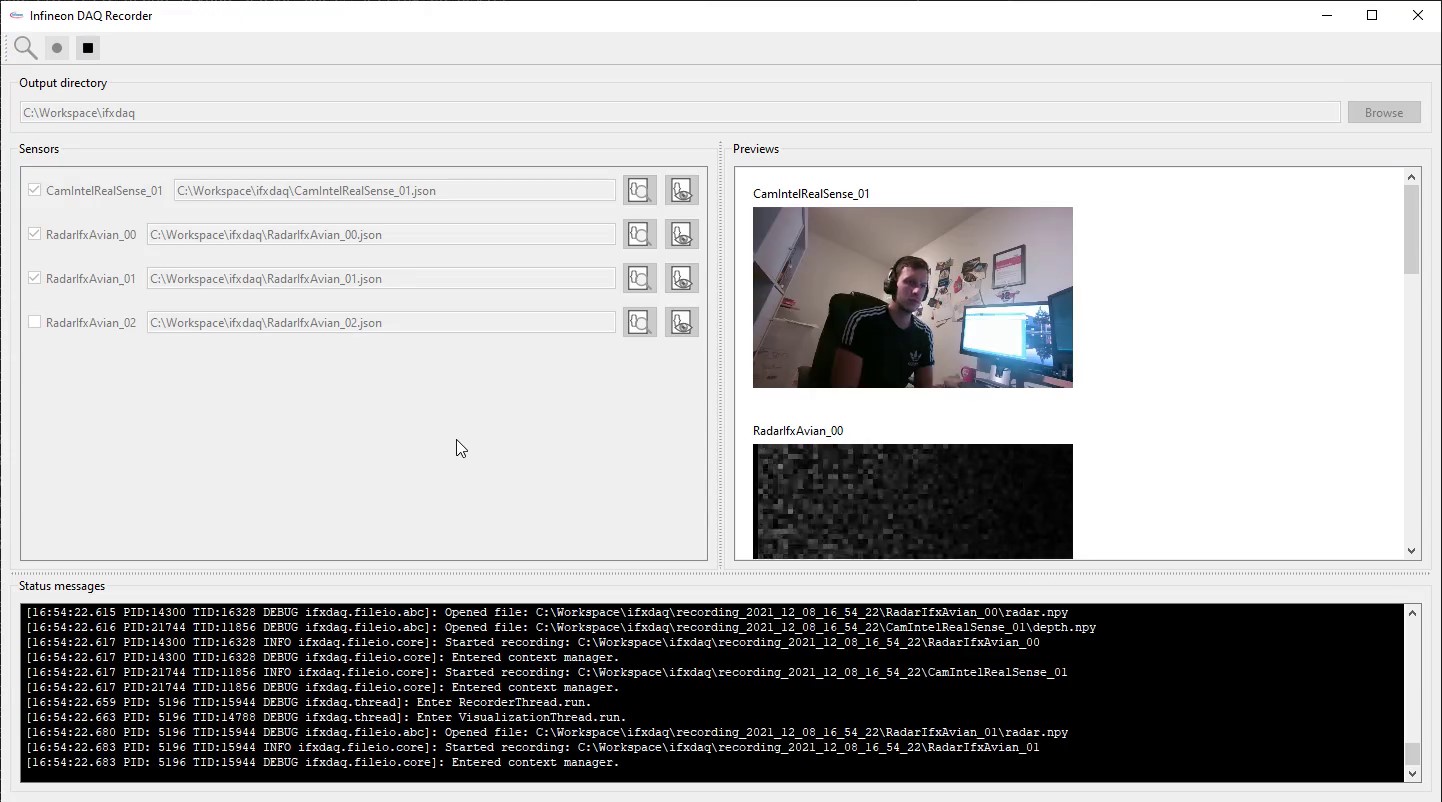 Infineon DAQ Recorder
Output directory
C:\Workspace\ifxdaq
Browse
Sensors
CamIntelRealSense_01 C:\Workspace\ifxdaq\CamIntelRealSense_01.json
RadarIfxAvian_00 C:\Workspace\ifxdaq\RadarIfxAvian_00.json
RadarIfxAvian_01 C:\Workspace\ifxdaq\RadarIfxAvian_01.json
RadarIfxAvian_02 C:\Workspace\ifxdaq\RadarIfxAvian_02.json
Previews
CamIntelRealSense_01
RadarIfxAvian_00
Status messages
[16:54:22.615 PID:14300 TID:16328 DEBUG ifxdaq.fileio.abc]: Opened file: C:\Workspace\ifxdaq\recording_2021_12_08_16_54_22\RadarIfxAvian_00\radar.npy
[16:54:22.616 PID:21744 TID:11856 DEBUG ifxdaq.fileio.abc]: Opened file: C:\Workspace\ifxdaq\recording_2021_12_08_16_54_22\CamIntelRealSense_01\depth.npy
[16:54:22.617 PID:14300 TID:16328 INFO ifxdaq.fileio.core]: Started recording: C:\Workspace\ifxdaq\recording_2021_12_08_16_54_22\RadarIfxAvian_00
[16:54:22.617 PID:14300 TID:16328 DEBUG ifxdaq.fileio.core]: Entered context manager.
[16:54:22.617 PID:21744 TID:11856 INFO ifxdaq.fileio.core]: Started recording: C:\Workspace\ifxdaq\recording_2021_12_08_16_54_22\CamIntelRealSense_01
[16:54:22.617 PID:21744 TID:11856 DEBUG ifxdaq.fileio.core]: Entered context manager.
[16:54:22.659 PID: 5196 TID:15944 DEBUG ifxdaq.thread]: Enter RecorderThread.run.
[16:54:22.663 PID: 5196 TID:14788 DEBUG ifxdaq.thread]: Enter VisualizationThread.run.
[16:54:22.680 PID: 5196 TID:15944 DEBUG ifxdaq.fileio.abc]: Opened file: C:\Workspace\ifxdaq\recording_2021_12_08_16_54_22\RadarIfxAvian_01\radar.npy
[16:54:22.683 PID: 5196 TID:15944 INFO ifxdaq.fileio.core]: Started recording: C:\Workspace\ifxdaq\recording_2021_12_08_16_54_22\RadarIfxAvian_01
[16:54:22.683 PID: 5196 TID:15944 DEBUG ifxdaq.fileio.core]: Entered context manager.